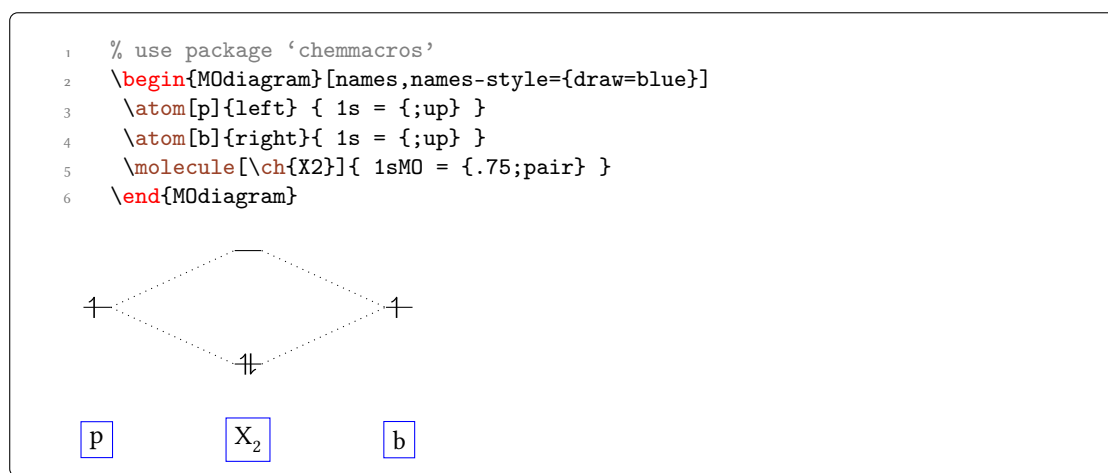 1 % use package ‘chemmacros’
2 \begin{MOdiagram}[names,names-style={draw=blue}]
3 \atom[p]{left} { 1s = {;up} }
4 \atom[b]{right}{ 1s = {;up} }
5 \molecule[\ch{X2}]{ 1sMO = {.75;pair} }
6 \end{MOdiagram}
p X₂ b